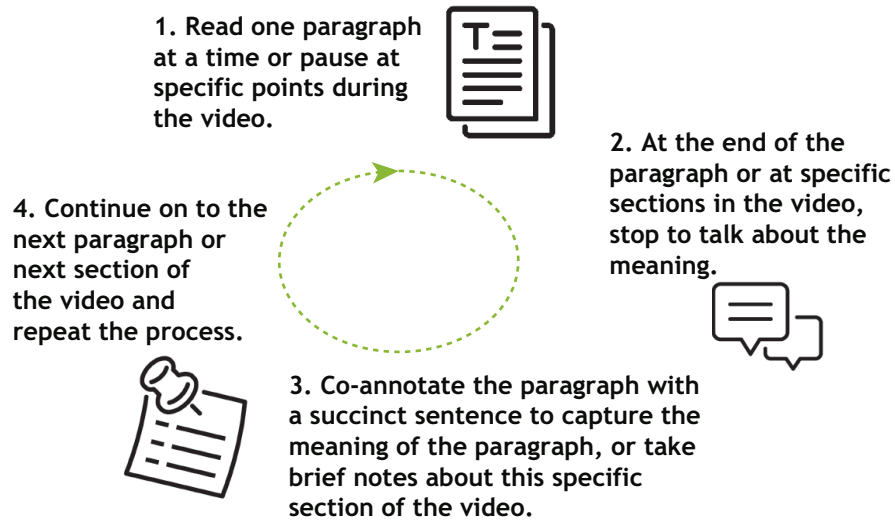 1. Read one paragraph
at a time or pause at
specific points during
the video.
2. At the end of the
paragraph or at specific
sections in the video,
stop to talk about the
meaning.
3. Co-annotate the paragraph with
a succinct sentence to capture the
meaning of the paragraph, or take
brief notes about this specific
section of the video.
4. Continue on to the
next paragraph or
next section of
the video and
repeat the process.